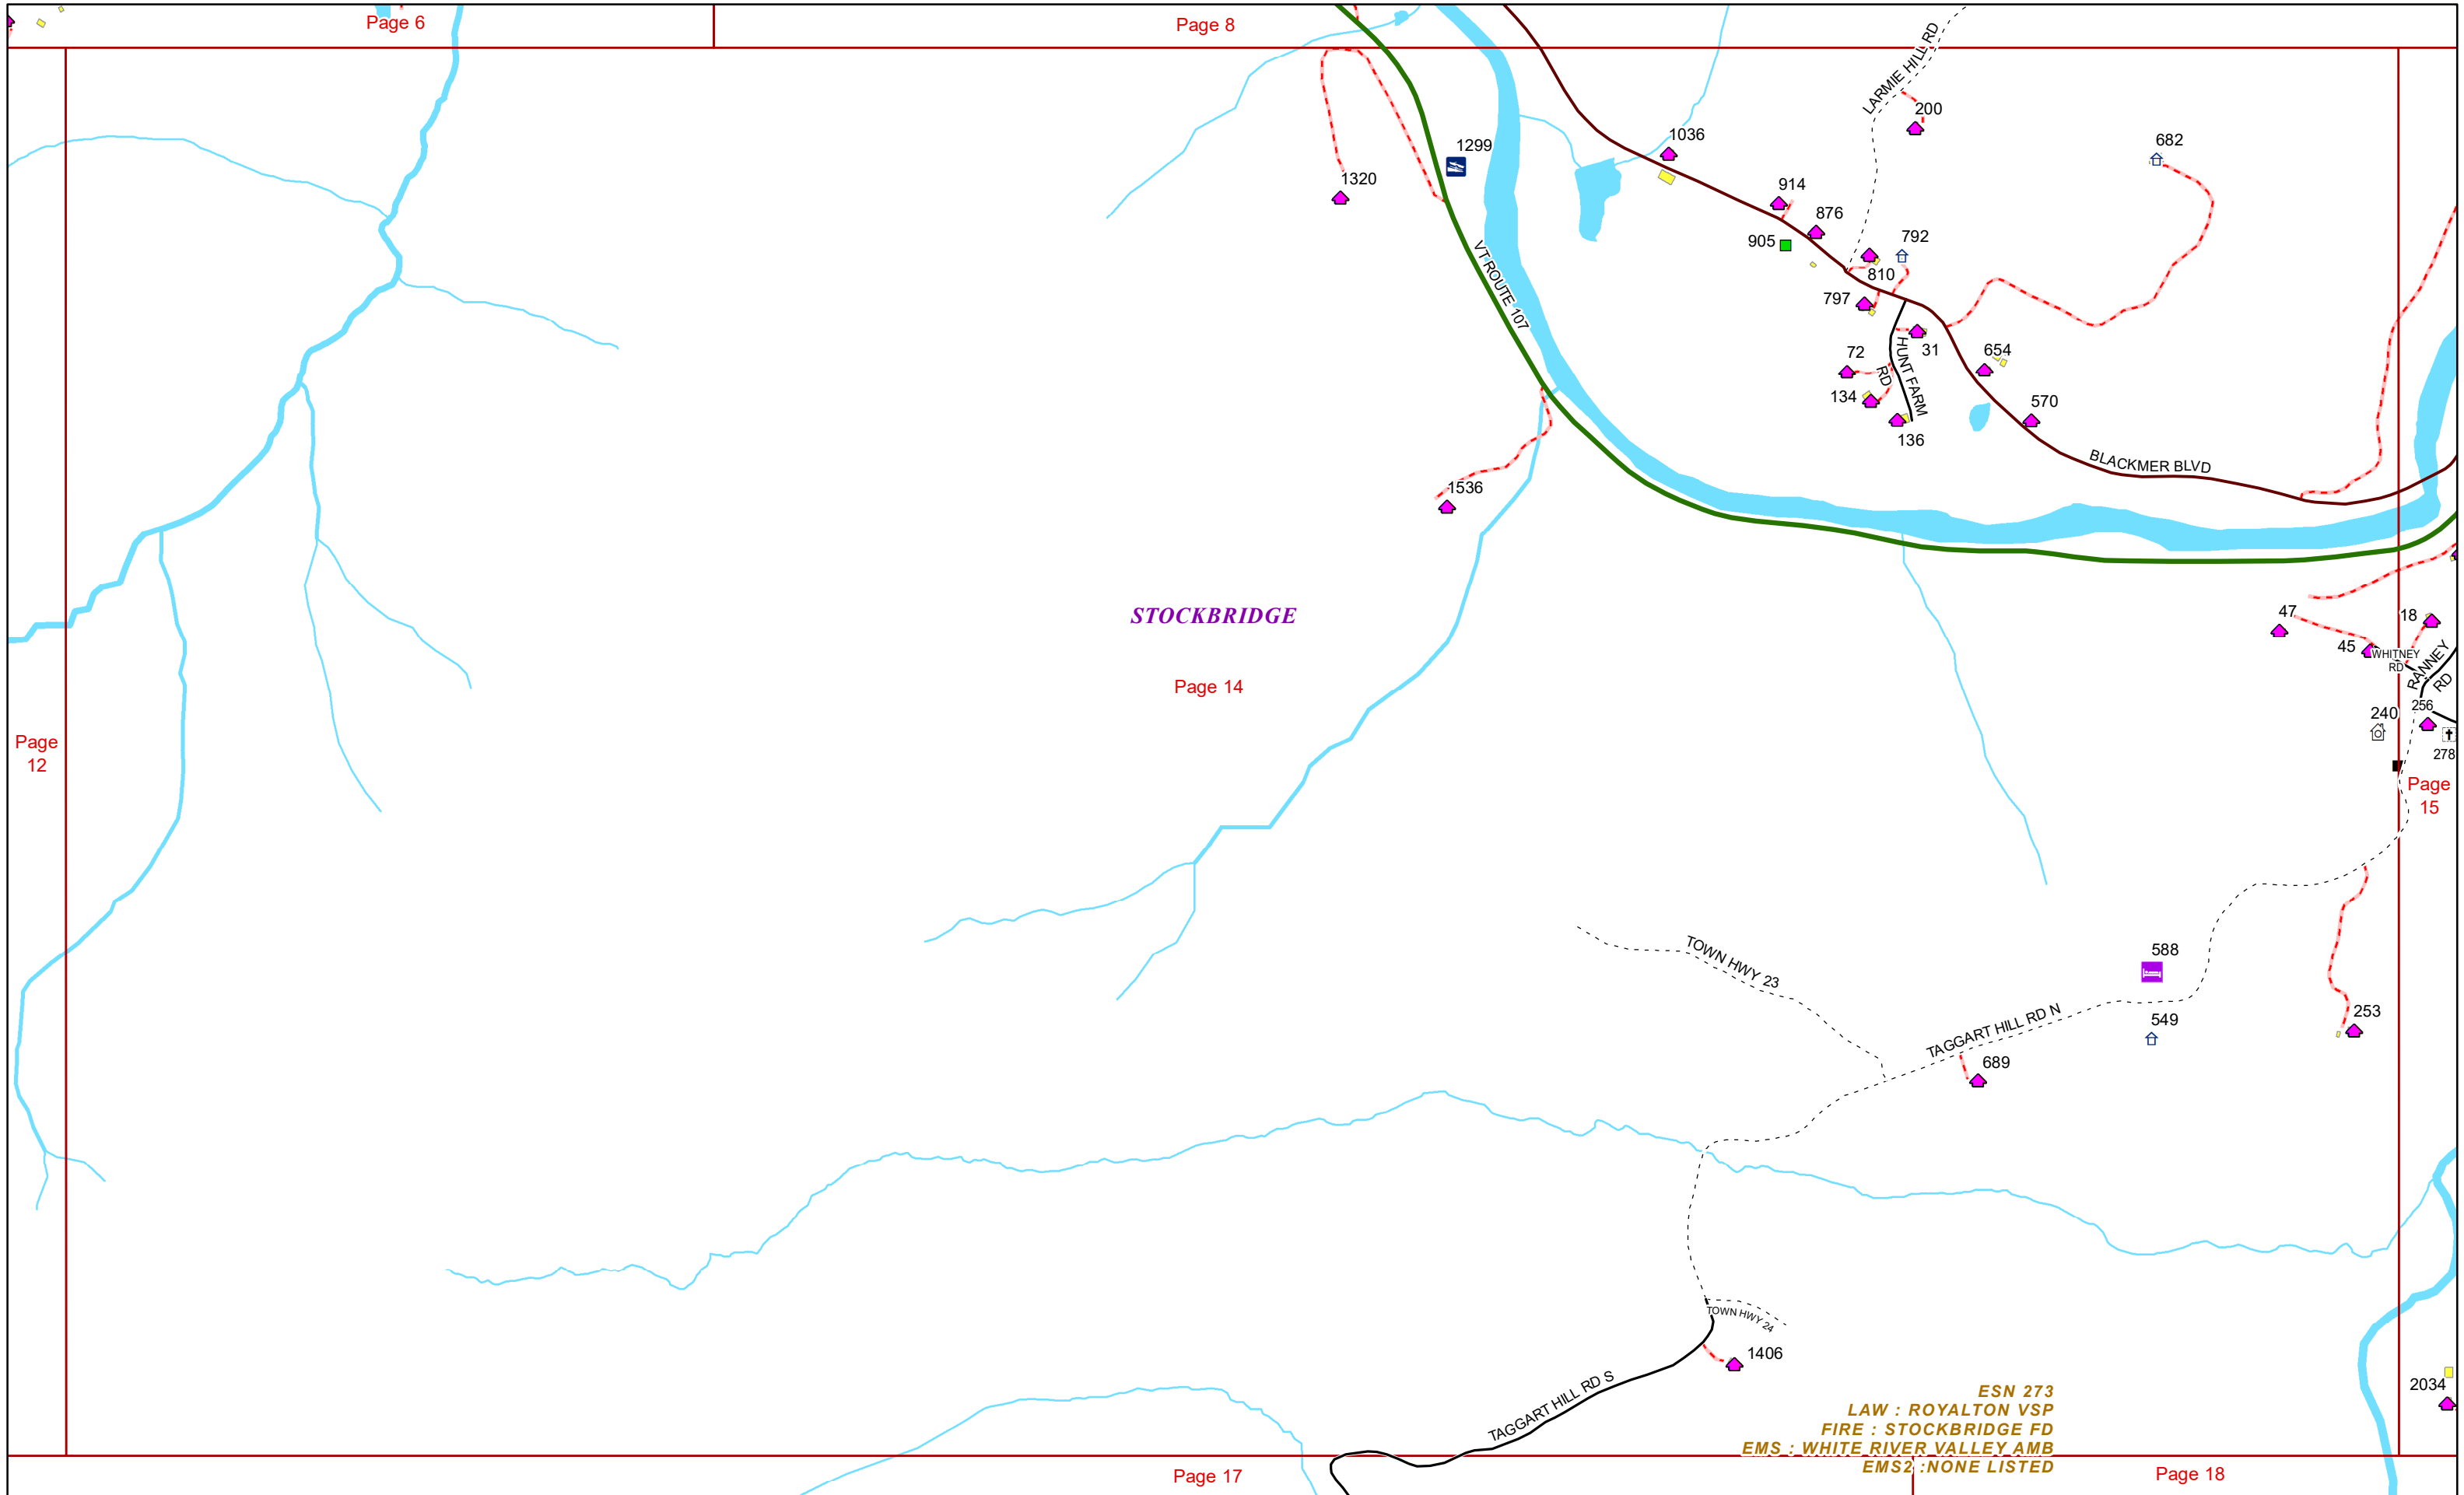 Page 6
Page 8
LARMIE HILL RD
200
1036
682
1299
1320
914
876
905
792
810
797
VT ROUTE 107
31
HUNT FARM
RD
72
654
134
570
136
BLACKMER BLVD
1536
STOCKBRIDGE
47
18
45
WHITNEY
RD
RANNEY
RD
Page 14
256
240
278
Page
12
Page
15
TOWN HWY 23
588
253
549
TAGGART HILL RD N
689
TOWN HWY 24
1406
TAGGART HILL RD S
2034
ESN 273
LAW : ROYALTON VSP
FIRE : STOCKBRIDGE FD
EMS : WHITE RIVER VALLEY AMB
EMS2 :NONE LISTED
Page 17
Page 18